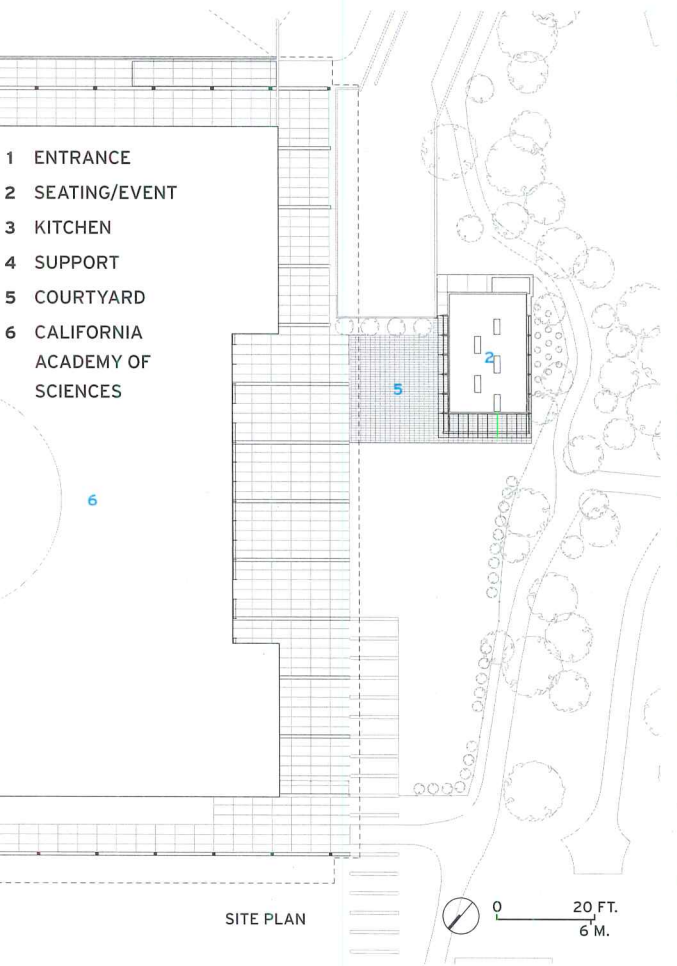 1 ENTRANCE
2 SEATING/EVENT
3 KITCHEN
4 SUPPORT
5 COURTYARD
6 CALIFORNIA
ACADEMY OF
SCIENCES
2
5
6
SITE PLAN
0 20 FT.
6 M.